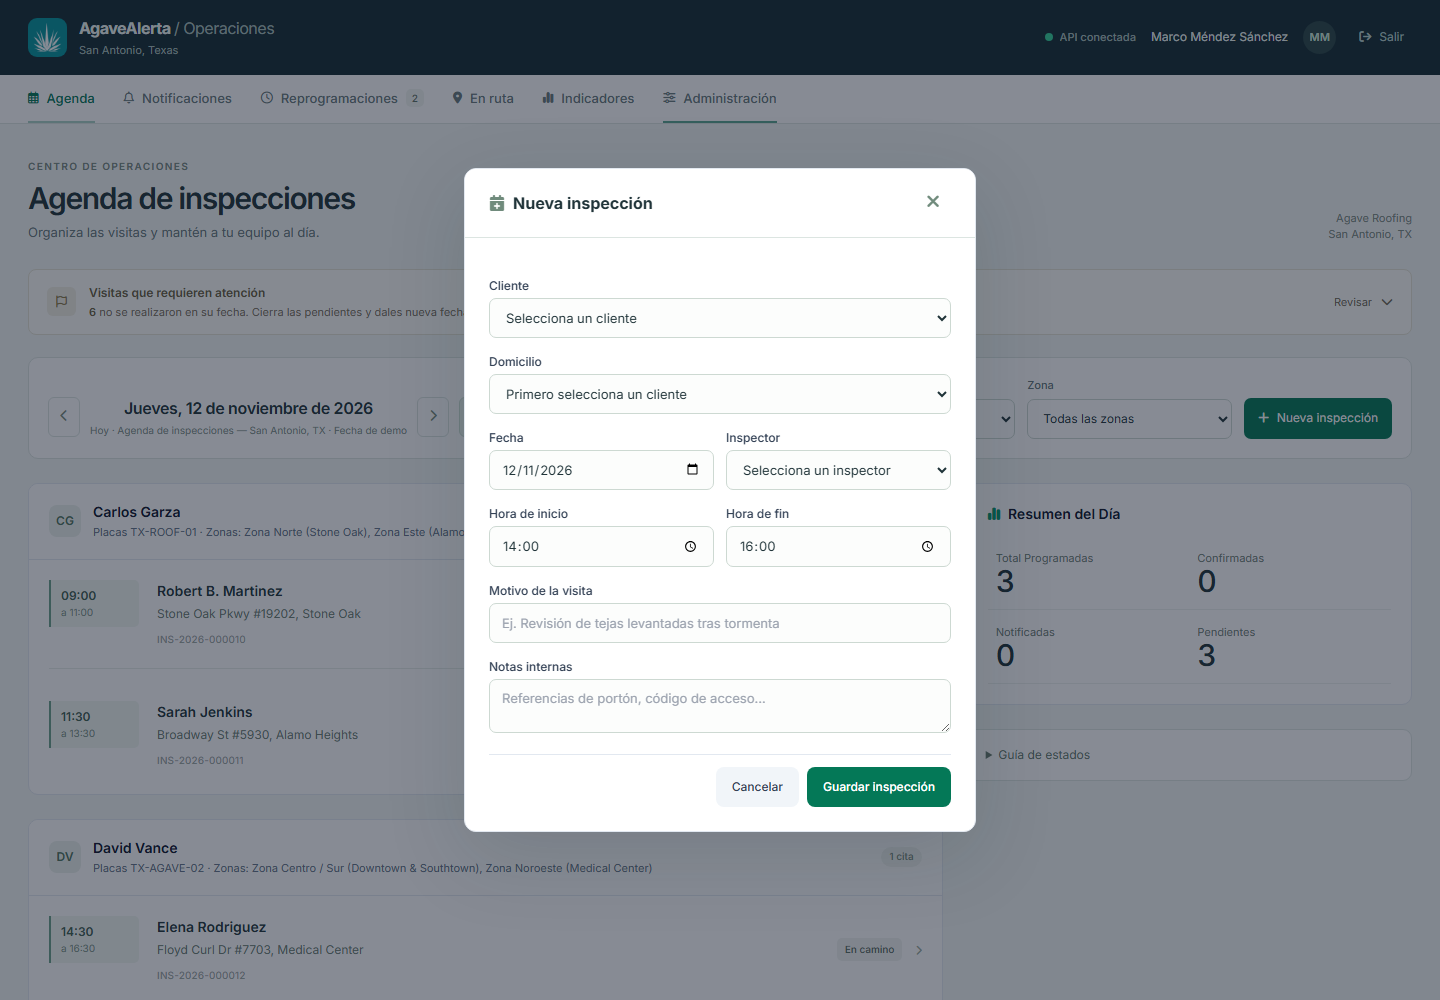 AgaveAlerta / Operaciones
San Antonio, Texas
API conectada
Marco Méndez Sánchez
MM
Salir
Agenda
Notificaciones
Reprogramaciones 2
En ruta
Indicadores
Administración
CENTRO DE OPERACIONES
Agenda de inspecciones
Organiza las visitas y mantén a tu equipo al día.
Agave Roofing
San Antonio, TX
Visitas que requieren atención
6 no se realizaron en su fecha. Cierra las pendientes y dales nueva fech
Revisar
Jueves, 12 de noviembre de 2026
Hoy · Agenda de inspecciones — San Antonio, TX · Fecha de demo
Zona
Todas las zonas
+ Nueva inspección
Nueva inspección
Cliente
Selecciona un cliente
Domicilio
Primero selecciona un cliente
Fecha
Inspector
12/11/2026
Selecciona un inspector
Hora de inicio
Hora de fin
14:00
16:00
Motivo de la visita
Ej. Revisión de tejas levantadas tras tormenta
Notas internas
Referencias de portón, código de acceso...
Cancelar
Guardar inspección
CG
Carlos Garza
Placas TX-ROOF-01 · Zonas: Zona Norte (Stone Oak), Zona Este (Alamo
09:00
a 11:00
Robert B. Martinez
Stone Oak Pkwy #19202, Stone Oak
INS-2026-000010
11:30
a 13:30
Sarah Jenkins
Broadway St #5930, Alamo Heights
INS-2026-000011
Resumen del Día
Total Programadas
3
Confirmadas
0
Notificadas
0
Pendientes
3
Guía de estados
DV
David Vance
Placas TX-AGAVE-02 · Zonas: Zona Centro / Sur (Downtown & Southtown), Zona Noroeste (Medical Center)
1 cita
14:30
a 16:30
Elena Rodriguez
Floyd Curl Dr #7703, Medical Center
INS-2026-000012
En camino